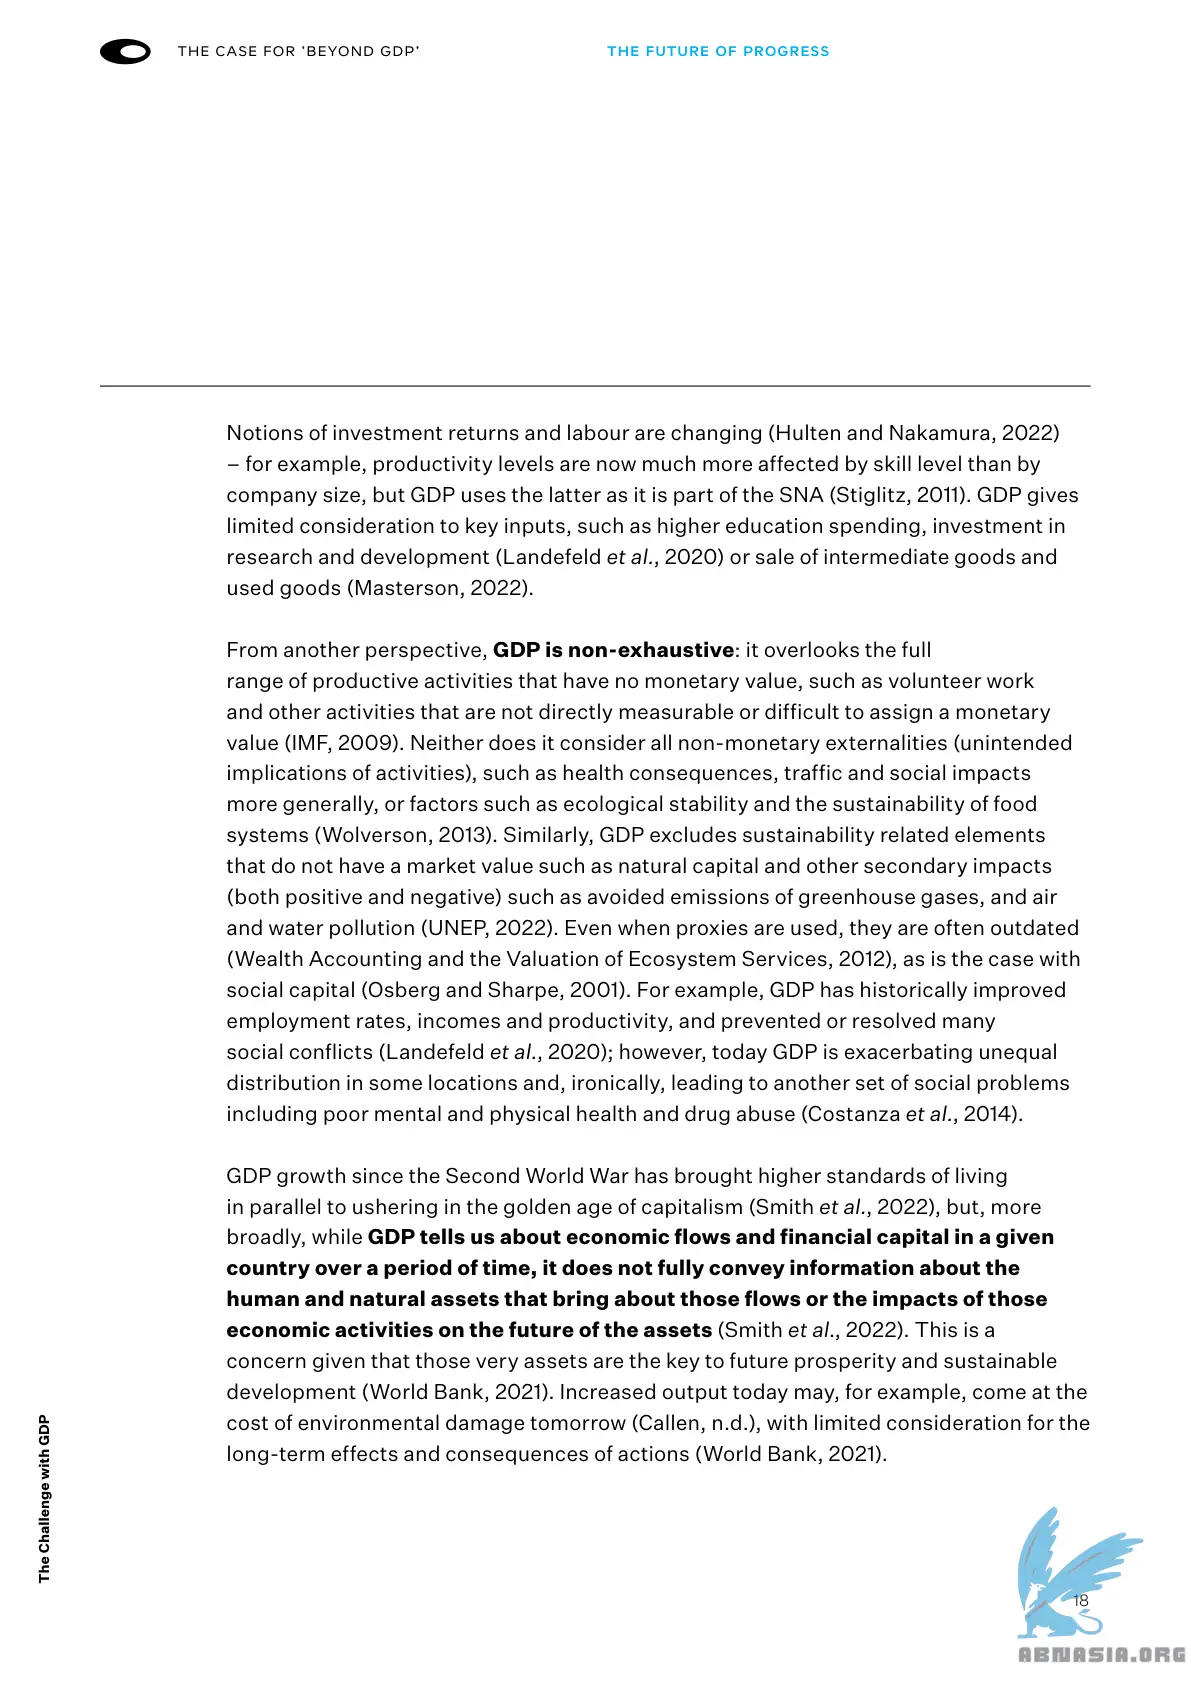 THE CASE FOR 'BEYOND GDP'
THE FUTURE OF PROGRESS
Notions of investment returns and labour are changing (Hulten and Nakamura, 2022)
– for example, productivity levels are now much more affected by skill level than by
company size, but GDP uses the latter as it is part of the SNA (Stiglitz, 2011). GDP gives
limited consideration to key inputs, such as higher education spending, investment in
research and development (Landefeld et al., 2020) or sale of intermediate goods and
used goods (Masterson, 2022).
From another perspective, GDP is non-exhaustive: it overlooks the full
range of productive activities that have no monetary value, such as volunteer work
and other activities that are not directly measurable or difficult to assign a monetary
value (IMF, 2009). Neither does it consider all non-monetary externalities (unintended
implications of activities), such as health consequences, traffic and social impacts
more generally, or factors such as ecological stability and the sustainability of food
systems (Wolverson, 2013). Similarly, GDP excludes sustainability related elements
that do not have a market value such as natural capital and other secondary impacts
(both positive and negative) such as avoided emissions of greenhouse gases, and air
and water pollution (UNEP, 2022). Even when proxies are used, they are often outdated
(Wealth Accounting and the Valuation of Ecosystem Services, 2012), as is the case with
social capital (Osberg and Sharpe, 2001). For example, GDP has historically improved
employment rates, incomes and productivity, and prevented or resolved many
social conflicts (Landefeld et al., 2020); however, today GDP is exacerbating unequal
distribution in some locations and, ironically, leading to another set of social problems
including poor mental and physical health and drug abuse (Costanza et al., 2014).
GDP growth since the Second World War has brought higher standards of living
in parallel to ushering in the golden age of capitalism (Smith et al., 2022), but, more
broadly, while GDP tells us about economic flows and financial capital in a given
country over a period of time, it does not fully convey information about the
human and natural assets that bring about those flows or the impacts of those
economic activities on the future of the assets (Smith et al., 2022). This is a
concern given that those very assets are the key to future prosperity and sustainable
development (World Bank, 2021). Increased output today may, for example, come at the
cost of environmental damage tomorrow (Callen, n.d.), with limited consideration for the
long-term effects and consequences of actions (World Bank, 2021).
The Challenge with GDP
18
ABNASIA.ORG